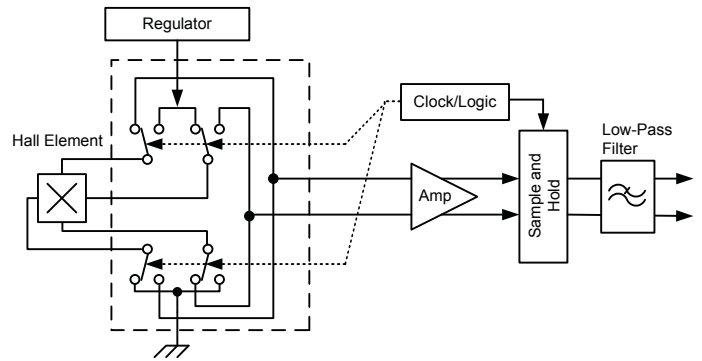 Regulator
Hall Element
Clock/Logic
Amp
Sample and
Hold
Low-Pass
Filter